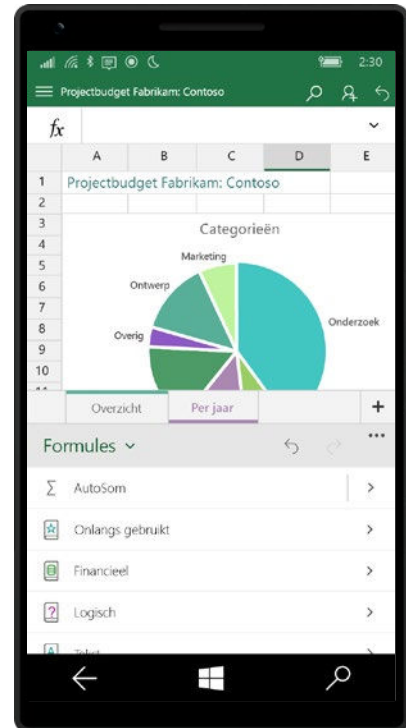 2:30
Projectbudget Fabrikam: Contoso
fx
A B C D E
1 Projectbudget Fabrikam: Contoso
2
3
Categorieën
4
5
Marketing
6
Ontwerp
7
8
Onderzoek
Overig
9
10
Overzicht Per jaar +
Formules
AutoSom
Onlangs gebruikt
Financieel
Logisch